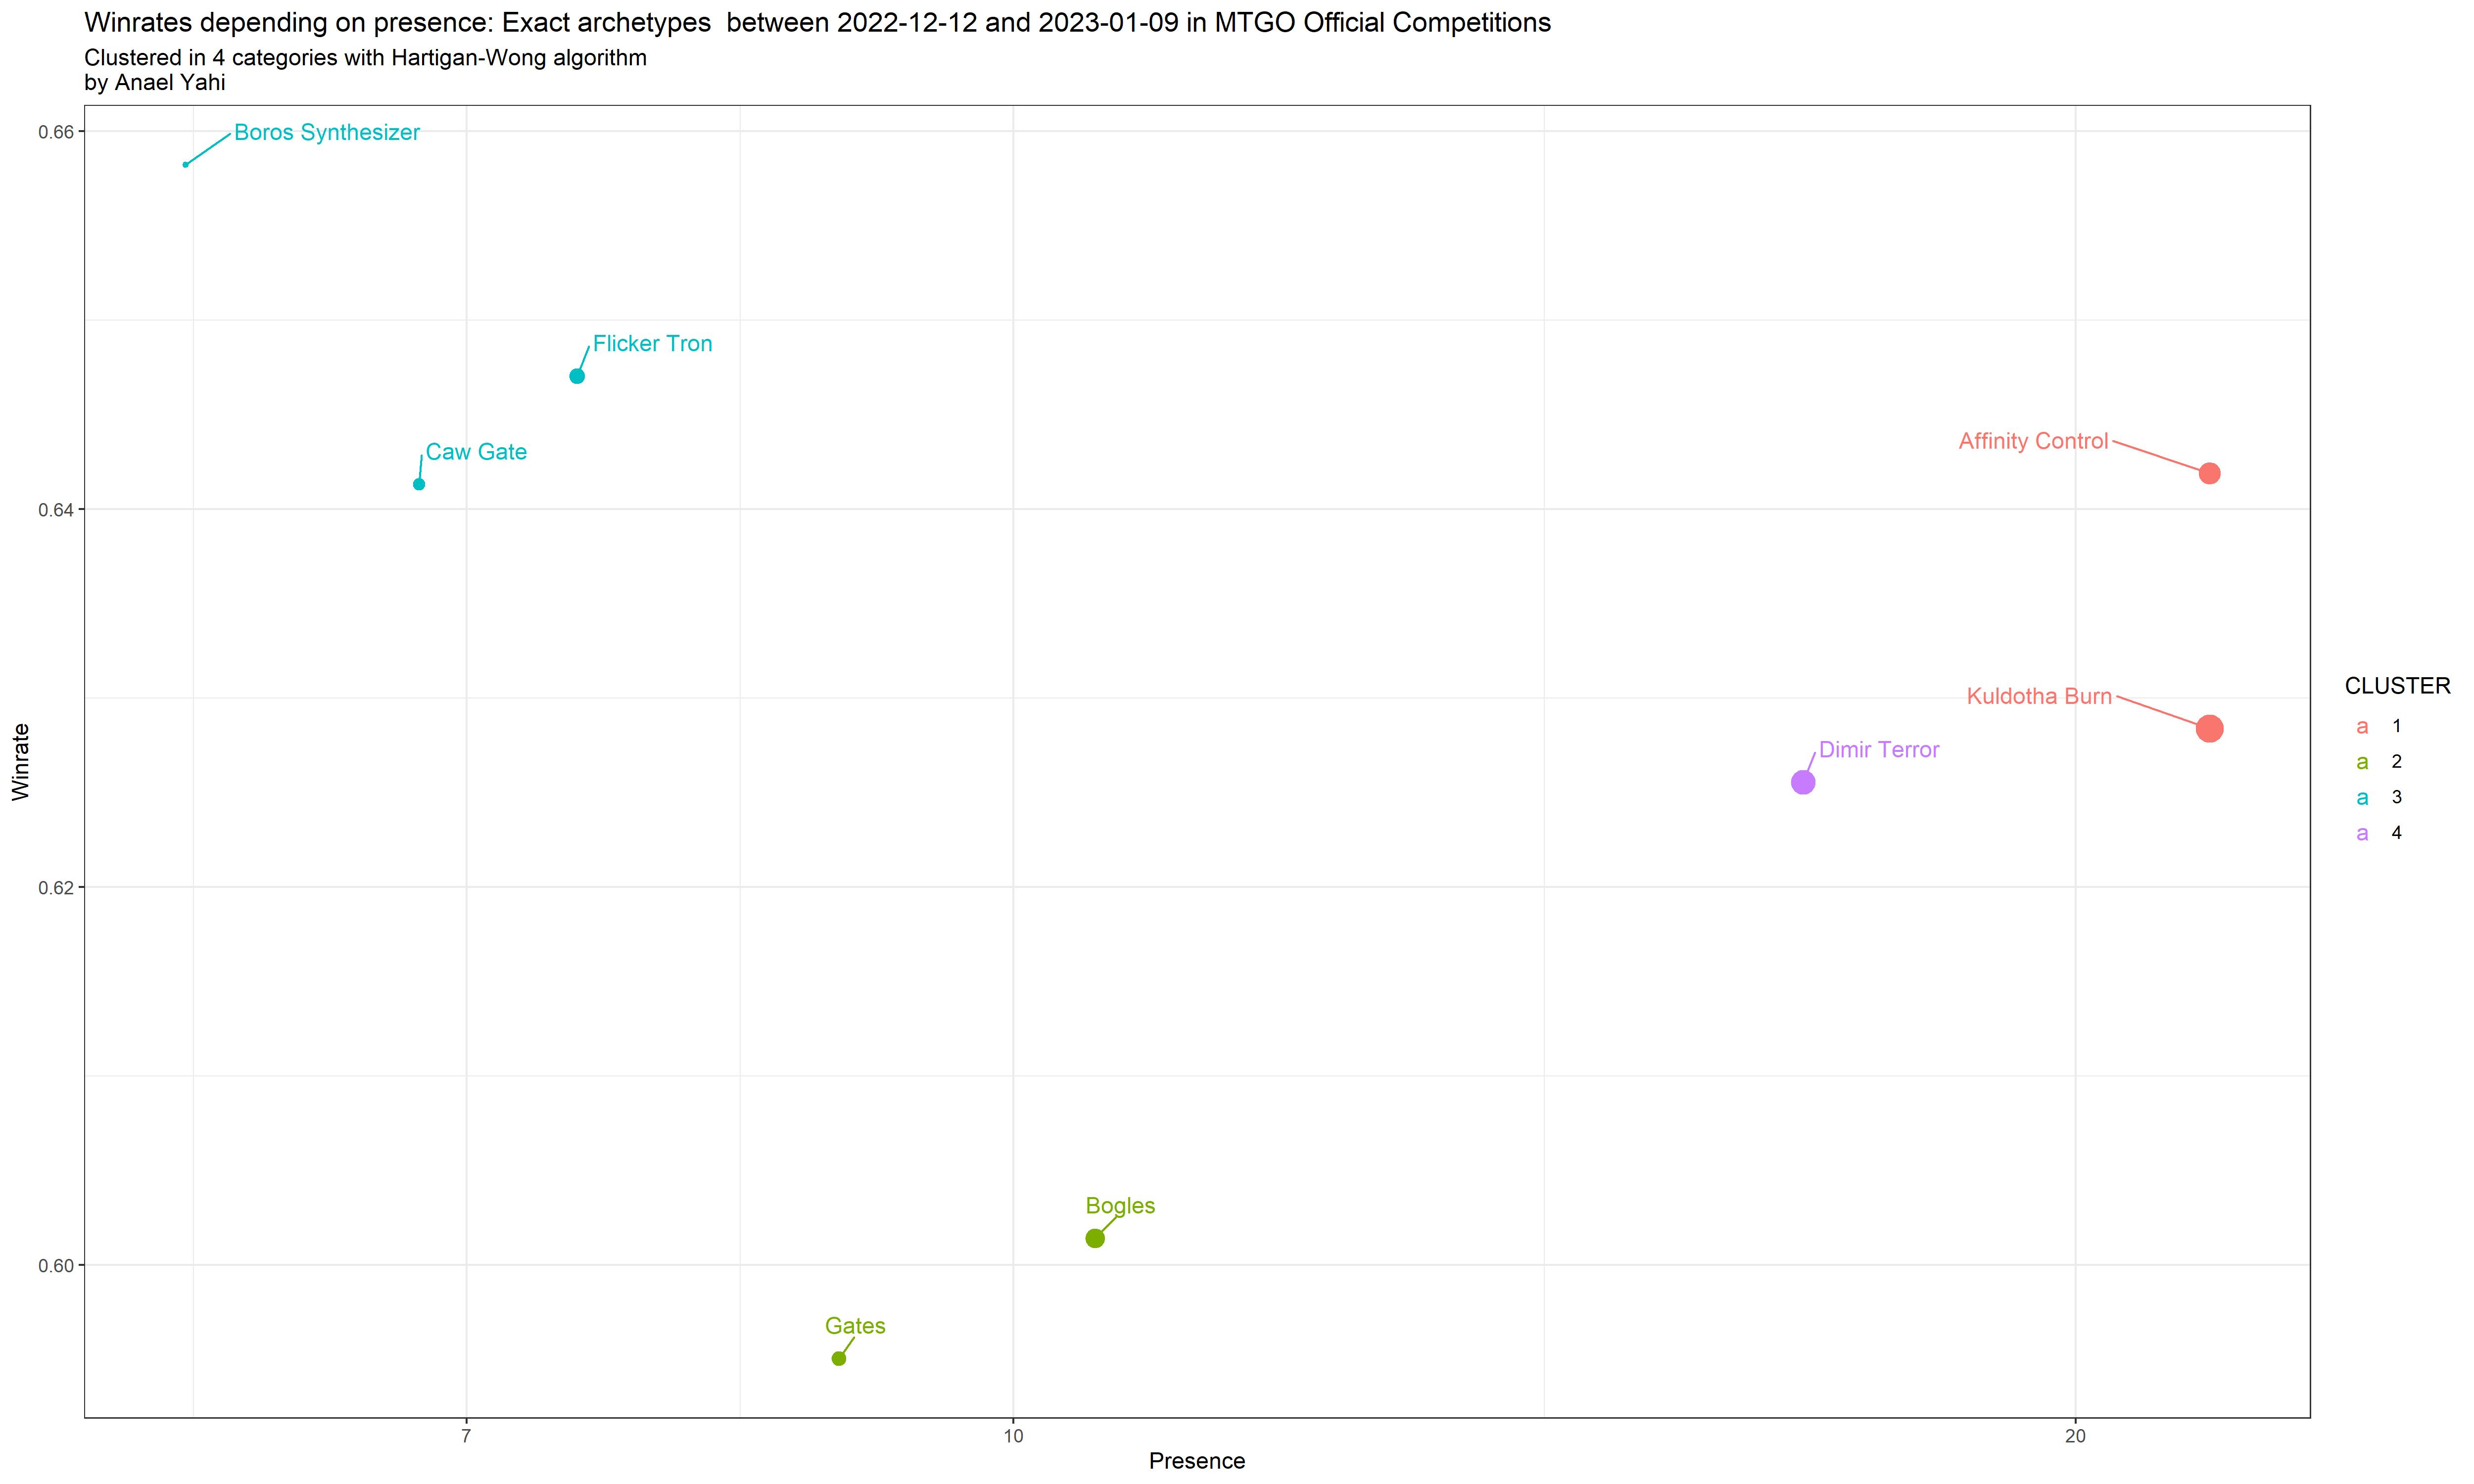 Winrates depending on presence: Exact archetypes  between 2022-12-12 and 2023-01-09 in MTGO Official Competitions
Clustered in 4 categories with Hartigan-Wong algorithm
by Anael Yahi
0.66
Boros Synthesizer
Flicker Tron
Caw Gate
Affinity Control
0.64
Kuldotha Burn
Dimir Terror
0.62
Bogles
0.60
Gates
Winrate
7
10
20
Presence
CLUSTER
a 1
a 2
a 3
a 4